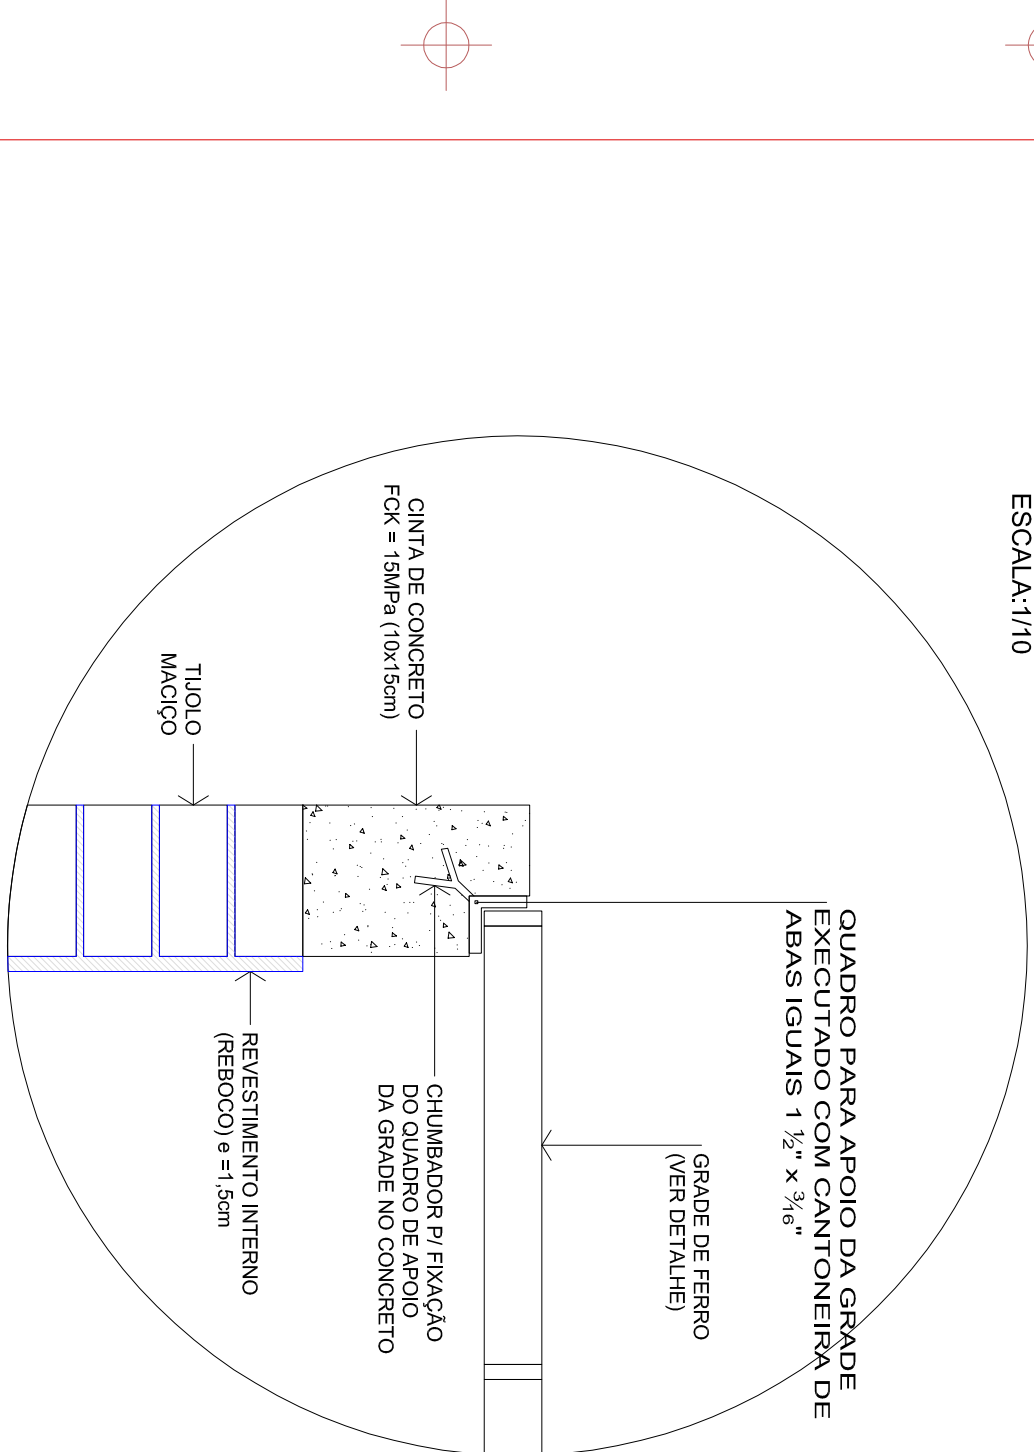 ESCALA:1/10
QUADRO PARA APOIO DA GRADE
EXECUTADO COM CANTONEIRA DE
ABAS IGUAIS 1 ½" x ³⁄₁₆"
GRADE DE FERRO
(VER DETALHE)
CINTA DE CONCRETO
FCK = 15MPa (10x15cm)
CHUMBADOR P/ FIXAÇÃO
DO QUADRO DE APOIO
DA GRADE NO CONCRETO
TIJOLO
MACIÇO
REVESTIMENTO INTERNO
(REBOCO) e =1,5cm